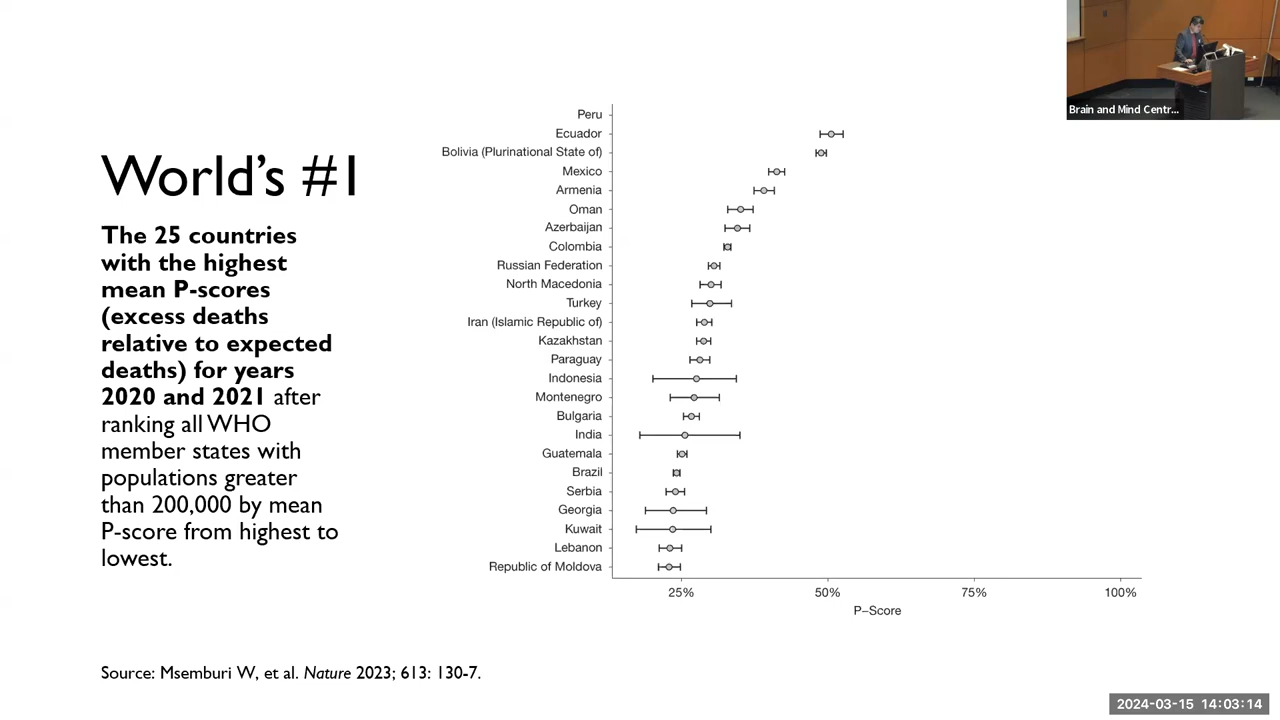 Brain and Mind Centr...
World's #1
The 25 countries
with the highest
mean P-scores
(excess deaths
relative to expected
deaths) for years
2020 and 2021 after
ranking all WHO
member states with
populations greater
than 200,000 by mean
P-score from highest to
lowest.
Peru
Ecuador
Bolivia (Plurinational State of)
Mexico
Armenia
Oman
Azerbaijan
Colombia
Russian Federation
North Macedonia
Turkey
Iran (Islamic Republic of)
Kazakhstan
Paraguay
Indonesia
Montenegro
Bulgaria
India
Guatemala
Brazil
Serbia
Georgia
Kuwait
Lebanon
Republic of Moldova
25% 50% 75% 100%
P–Score
Source: Msemburi W, et al. Nature 2023; 613: 130-7.
2024-03-15 14:03:14